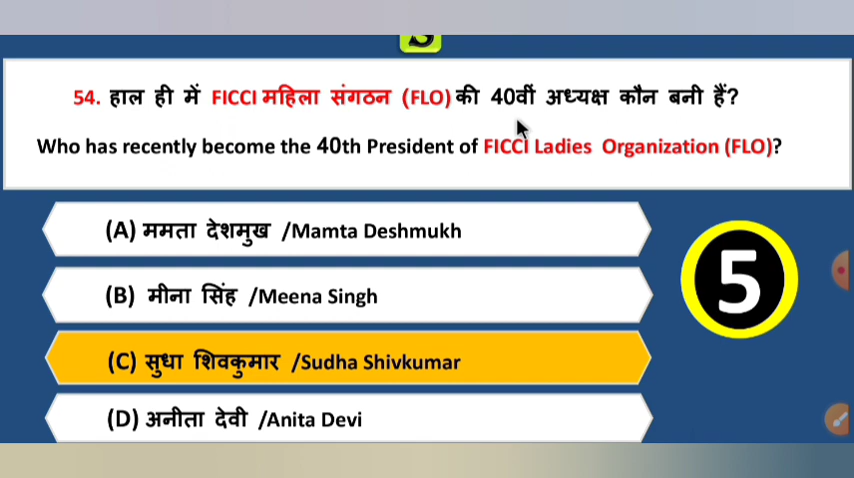 54. हाल ही में FICCI महिला संगठन (FLO) की 40वीं अध्यक्ष कौन बनी हैं?
Who has recently become the 40th President of FICCI Ladies Organization (FLO)?
(A) ममता देशमुख /Mamta Deshmukh
(B) मीना सिंह /Meena Singh
5
(C) सुधा शिवकुमार /Sudha Shivkumar
(D) अनीता देवी /Anita Devi